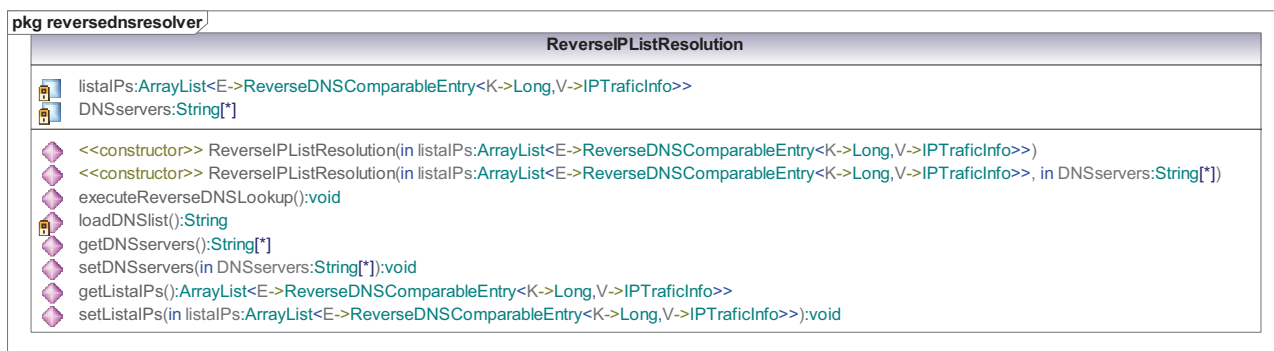 pkg reversednsresolver
ReverseIPListResolution
listaIPs:ArrayList<E->ReverseDNSComparableEntry<K->Long,V->IPTraficInfo>>
DNSservers:String[*]
<<constructor>> ReverseIPListResolution(in listaIPs:ArrayList<E->ReverseDNSComparableEntry<K->Long,V->IPTraficInfo>>)
<<constructor>> ReverseIPListResolution(in listaIPs:ArrayList<E->ReverseDNSComparableEntry<K->Long,V->IPTraficInfo>>, in DNSservers:String[*])
executeReverseDNSLookup():void
loadDNSlist():String
getDNSservers():String[*]
setDNSservers(in DNSservers:String[*]):void
getListaIPs():ArrayList<E->ReverseDNSComparableEntry<K->Long,V->IPTraficInfo>>
setListaIPs(in listaIPs:ArrayList<E->ReverseDNSComparableEntry<K->Long,V->IPTraficInfo>>):void